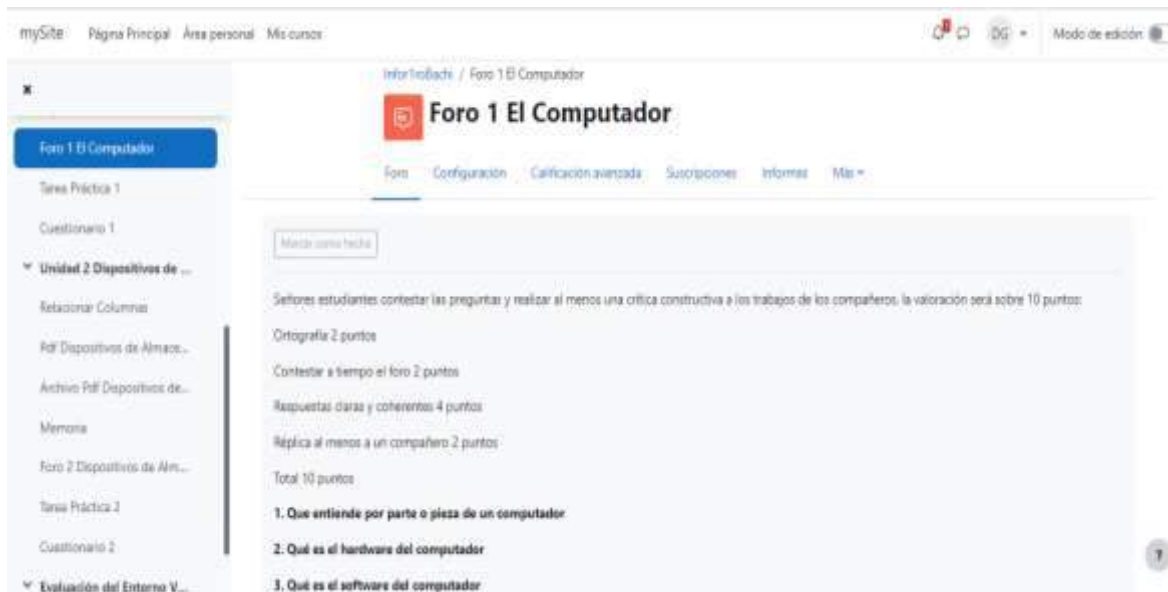 mySite Página Principal Área personal Mis cursos
DG Modo de edición
Infor1roBachi / Foro 1 El Computador
Foro 1 El Computador
Foro Configuración Calificación avanzada Suscripciones Informes Más
Foro 1 El Computador
Tarea Práctica 1
Cuestionario 1
Unidad 2 Dispositivos de ...
Relacionar Columnas
Pdf Dispositivos de Almace...
Archivo Pdf Dispositivos de...
Memoria
Foro 2 Dispositivos de Alm...
Tarea Práctica 2
Cuestionario 2
Evaluación del Entorno V...
Marcar como hecha
Señores estudiantes contestar las preguntas y realizar al menos una crítica constructiva a los trabajos de los compañeros, la valoración será sobre 10 puntos:
Ortografía 2 puntos
Contestar a tiempo el foro 2 puntos
Respuestas claras y coherentes 4 puntos
Réplica al menos a un compañero 2 puntos
Total 10 puntos
1. Que entiende por parte o pieza de un computador
2. Qué es el hardware del computador
3. Qué es el software del computador
?